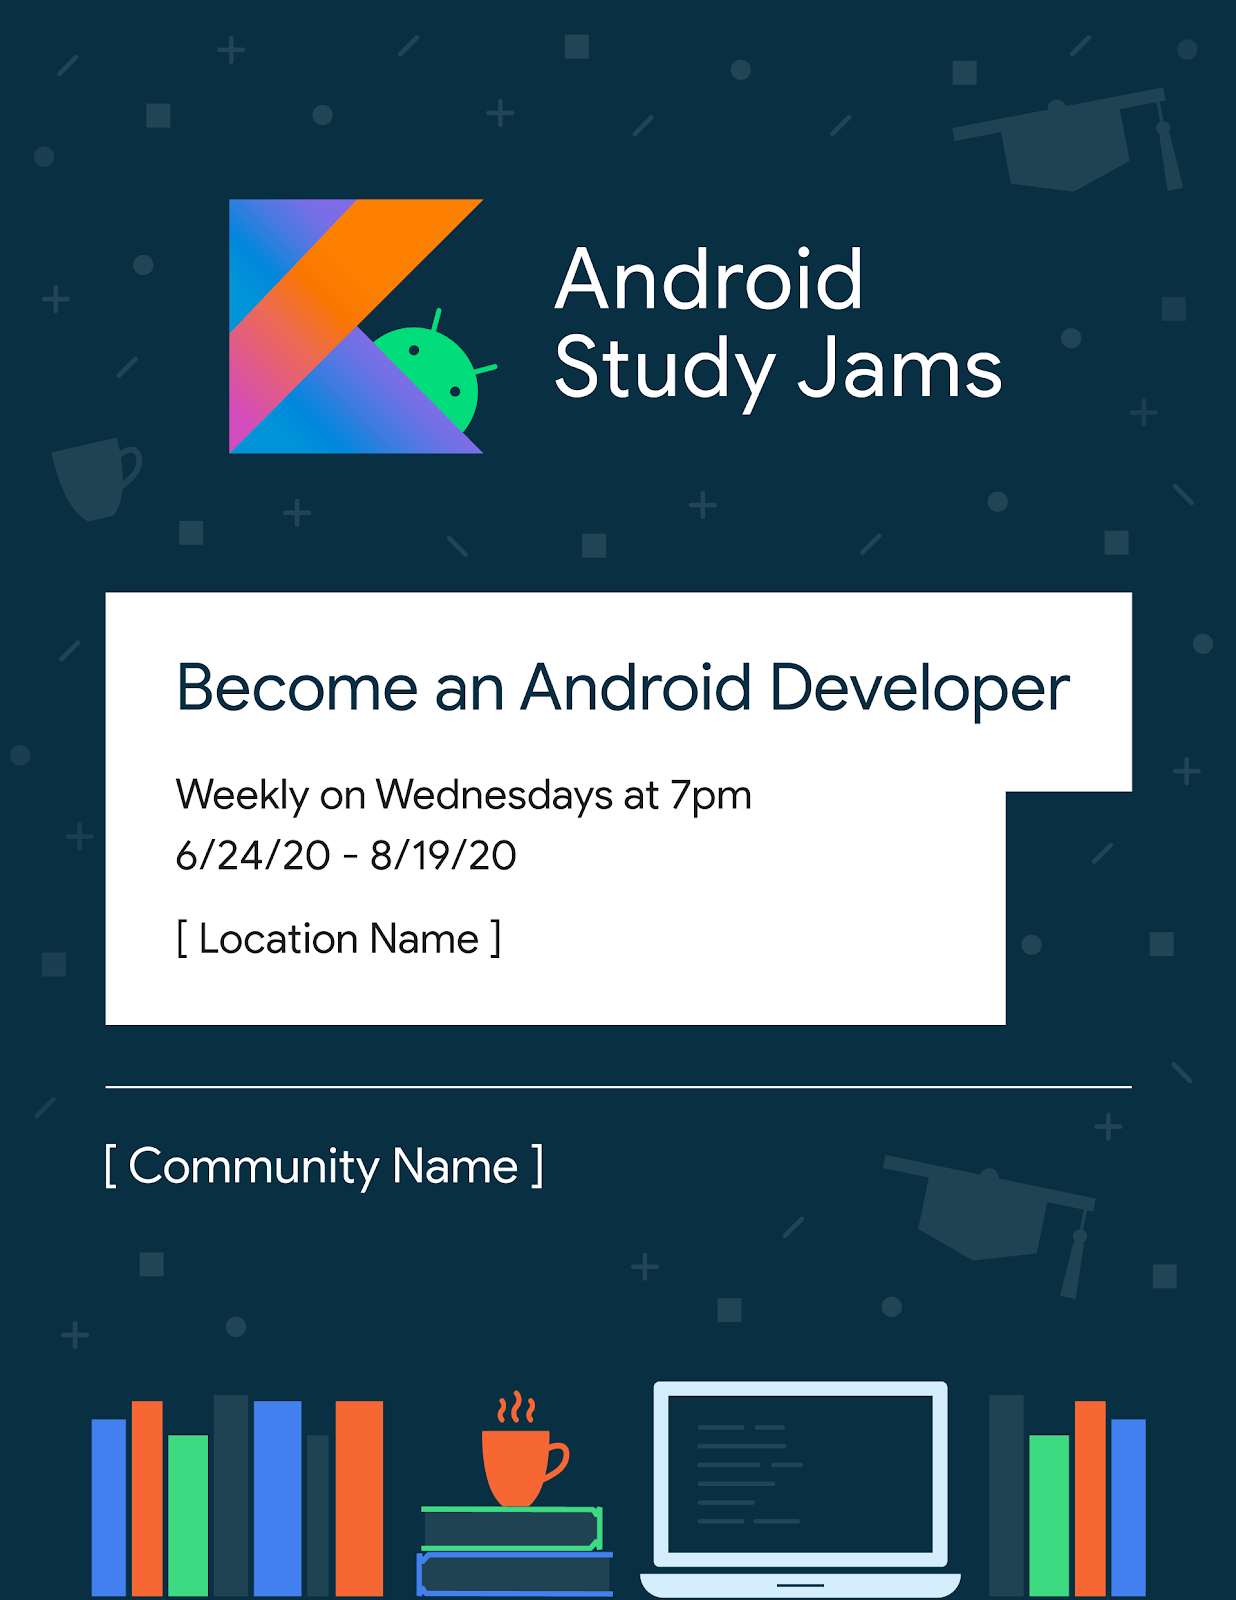 Android
Study Jams
Become an Android Developer
Weekly on Wednesdays at 7pm
6/24/20 - 8/19/20
[ Location Name ]
[ Community Name ]